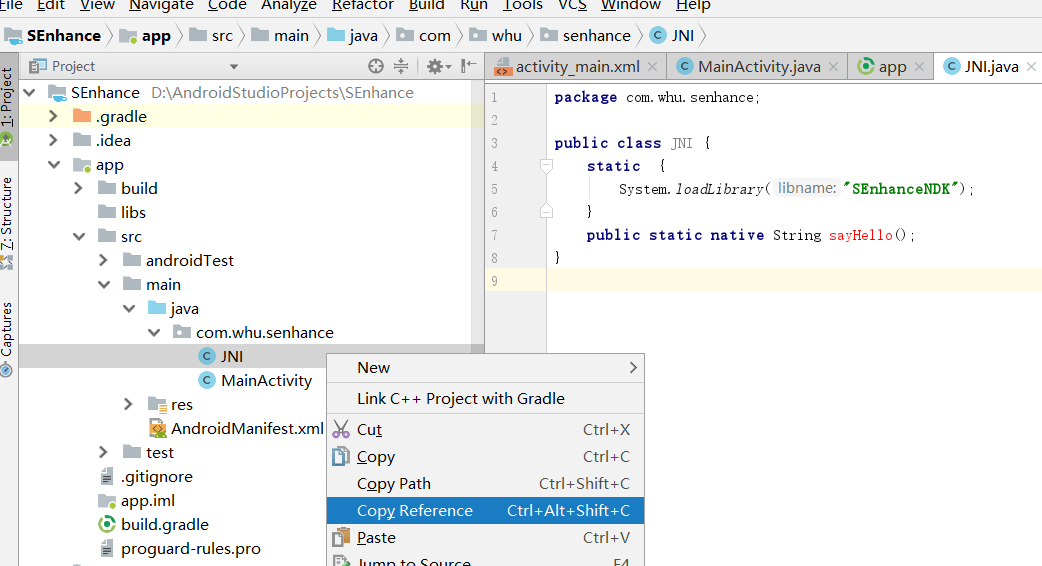 File Edit View Navigate Code Analyze Refactor Build Run Tools VCS Window Help
SEnhance app src main java com whu senhance JNI
Project
activity_main.xml MainActivity.java app JNI.java
1: Project
7: Structure
Captures
SEnhance D:\AndroidStudioProjects\SEnhance
.gradle
.idea
app
build
libs
src
androidTest
main
java
com.whu.senhance
JNI
MainActivity
res
AndroidManifest.xml
test
.gitignore
app.iml
build.gradle
proguard-rules.pro
1 package com.whu.senhance;
2
3 public class JNI {
4 static {
5 System.loadLibrary( libname: "SEnhanceNDK");
6 }
7 public static native String sayHello();
8 }
9
New
Link C++ Project with Gradle
Cut Ctrl+X
Copy Ctrl+C
Copy Path Ctrl+Shift+C
Copy Reference Ctrl+Alt+Shift+C
Paste Ctrl+V
Jump to Source F4